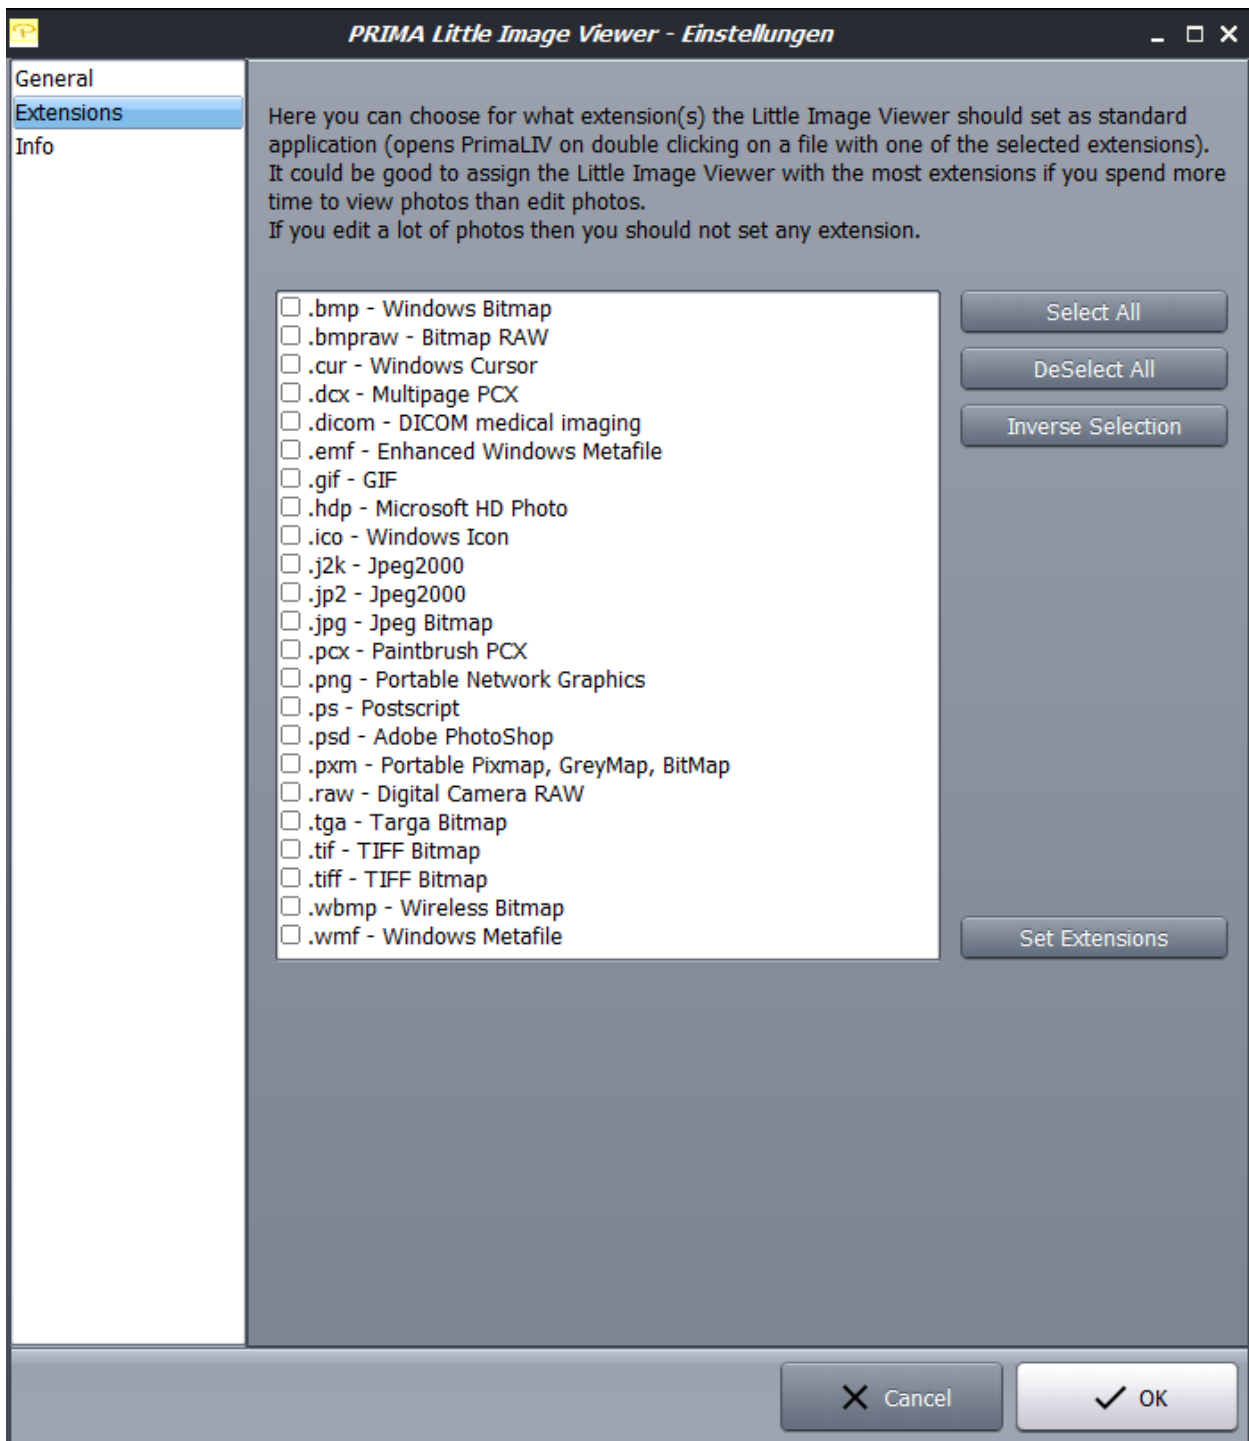 PRIMA Little Image Viewer - Einstellungen
General
Extensions
Info
Here you can choose for what extension(s) the Little Image Viewer should set as standard
application (opens PrimaLIV on double clicking on a file with one of the selected extensions).
It could be good to assign the Little Image Viewer with the most extensions if you spend more
time to view photos than edit photos.
If you edit a lot of photos then you should not set any extension.
.bmp - Windows Bitmap
.bmpraw - Bitmap RAW
.cur - Windows Cursor
.dcx - Multipage PCX
.dicom - DICOM medical imaging
.emf - Enhanced Windows Metafile
.gif - GIF
.hdp - Microsoft HD Photo
.ico - Windows Icon
.j2k - Jpeg2000
.jp2 - Jpeg2000
.jpg - Jpeg Bitmap
.pcx - Paintbrush PCX
.png - Portable Network Graphics
.ps - Postscript
.psd - Adobe PhotoShop
.pxm - Portable Pixmap, GreyMap, BitMap
.raw - Digital Camera RAW
.tga - Targa Bitmap
.tif - TIFF Bitmap
.tiff - TIFF Bitmap
.wbmp - Wireless Bitmap
.wmf - Windows Metafile
Select All
DeSelect All
Inverse Selection
Set Extensions
Cancel
OK